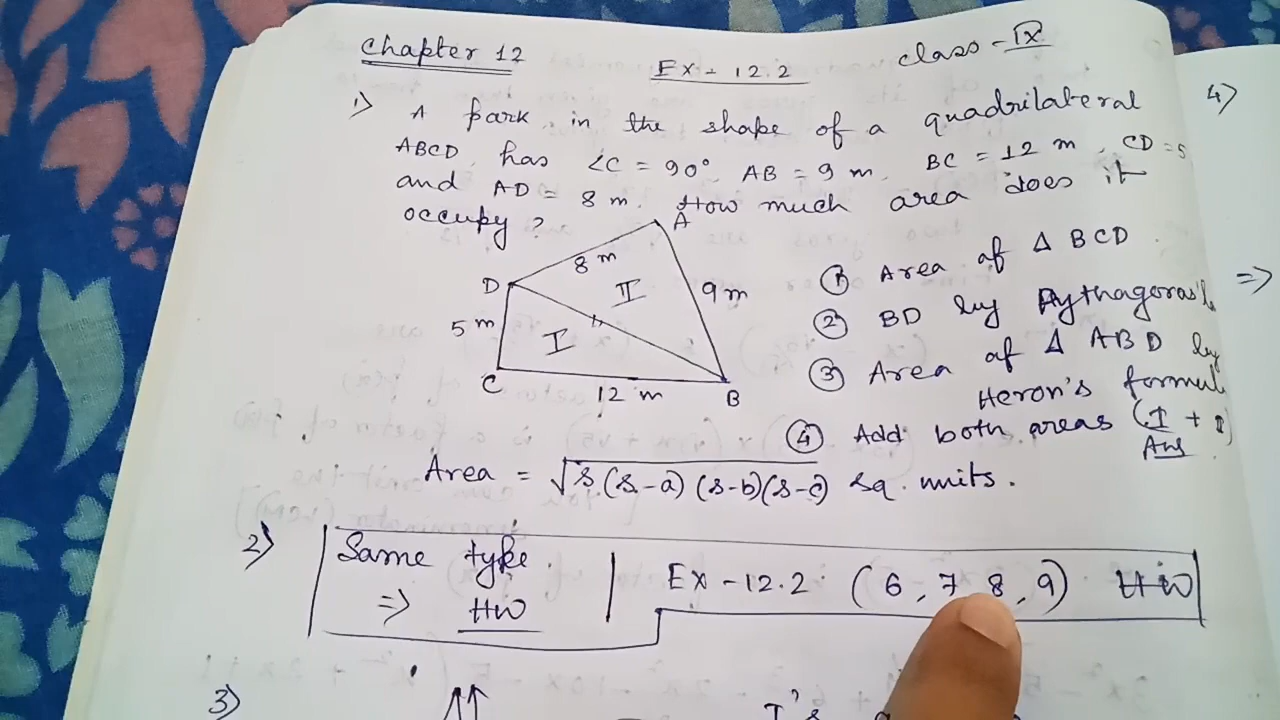 Chapter 12
Ex - 12.2
class - IX
1) A park in the shape of a quadrilateral
ABCD has ∠C = 90° AB = 9 m, BC = 12 m, CD = 5
and AD = 8 m. How much area does it
occupy?
A
8 m
D
II
9 m
5 m
I
C
12 m
B
① Area of Δ BCD
② BD by Pythagoras
③ Area of Δ ABD by
Heron's formul
④ Add both areas (I +
Ans
Area = √s(s-a)(s-b)(s-c) sq. units.
2) Same type
⇒ HW
Ex - 12.2 (6, 7, 8, 9) HW
3)
4)
⇒